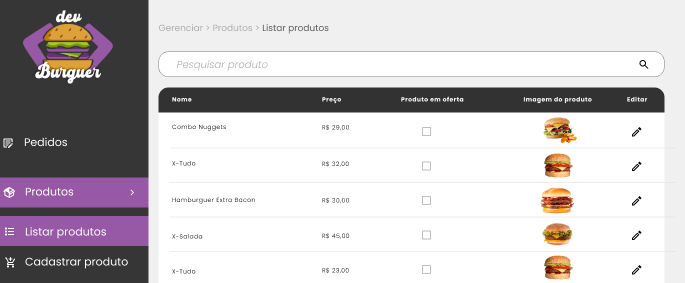 dev
Burguer
Pedidos
Produtos
Listar produtos
Cadastrar produto
Gerenciar > Produtos > Listar produtos
Pesquisar produto
Nome Preço Produto em oferta Imagem do produto Editar
Combo Nuggets R$ 29,00
X-Tudo R$ 32,00
Hamburguer Extra Bacon R$ 30,00
X-Salada R$ 45,00
X-Tudo R$ 23,00